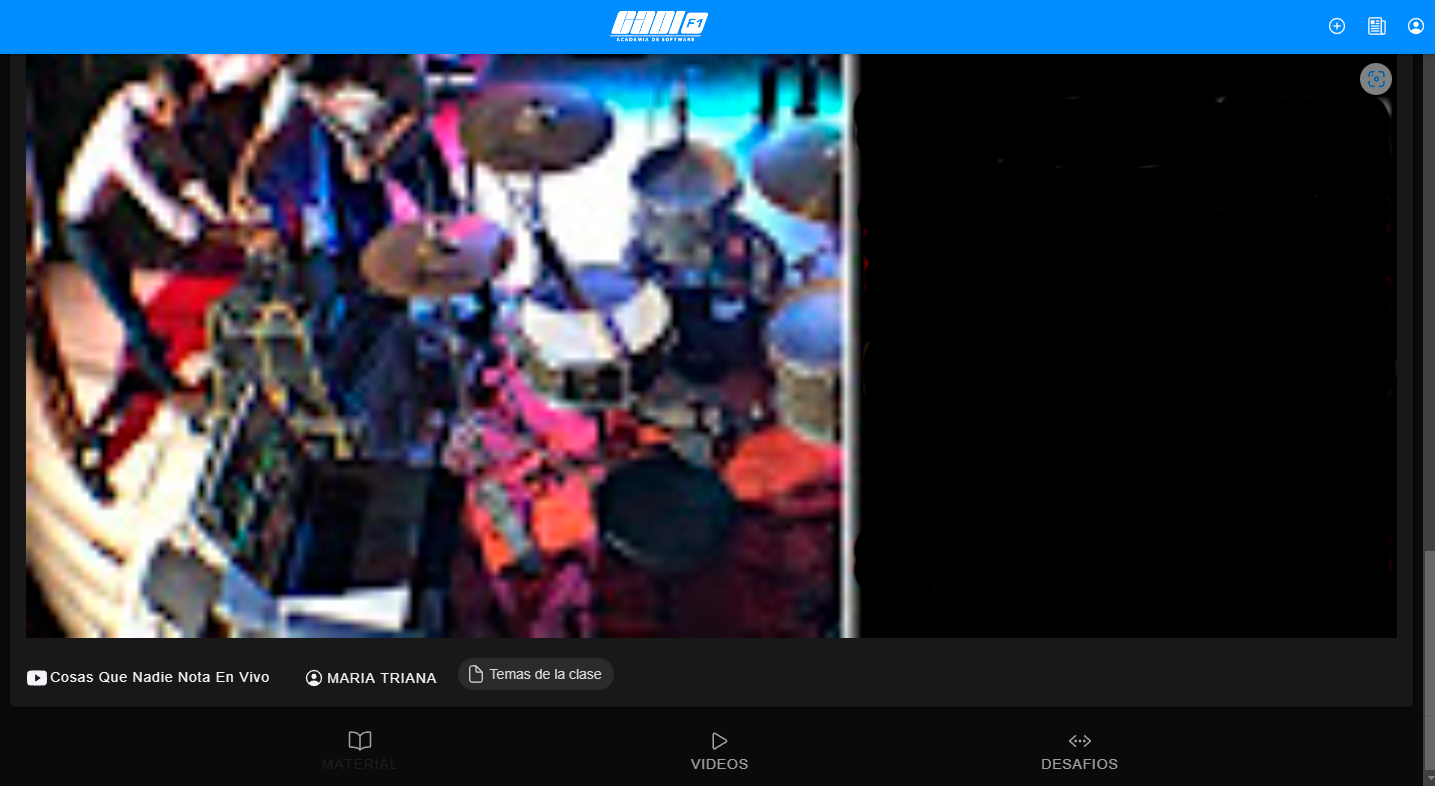 CADI F1
ACADEMIA DE SOFTWARE
Cosas Que Nadie Nota En Vivo
MARIA TRIANA
Temas de la clase
MATERIAL
VIDEOS
DESAFIOS